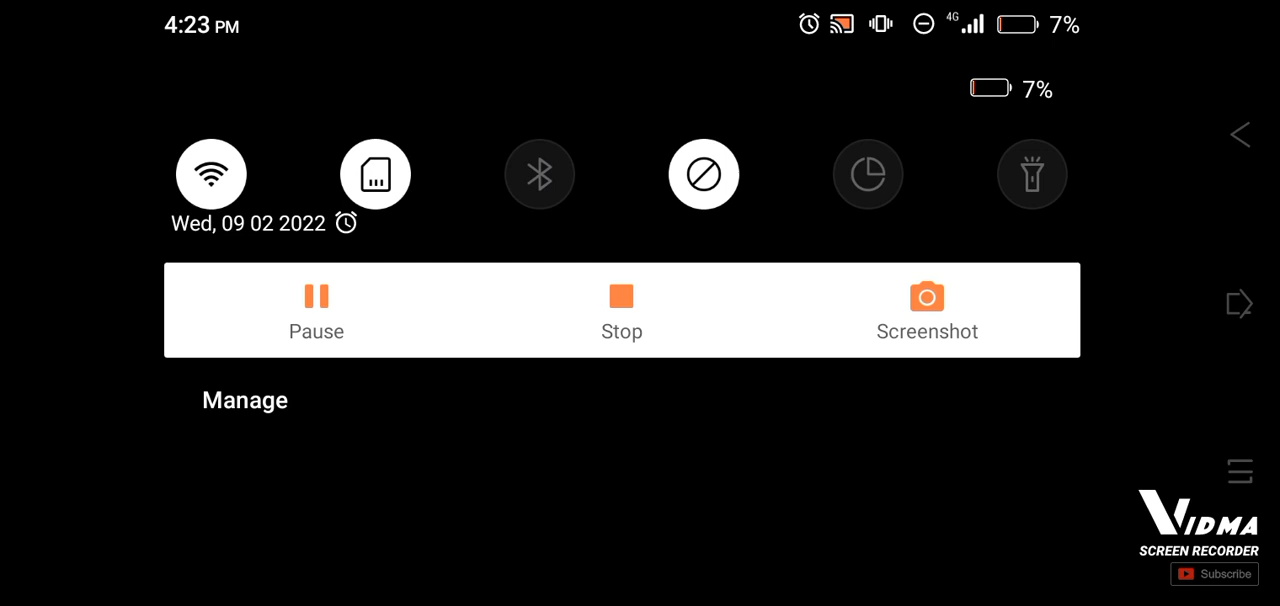 4:23 PM
4G 7%
7%
Wed, 09 02 2022
Pause Stop Screenshot
Manage
VIDMA
SCREEN RECORDER
Subscribe